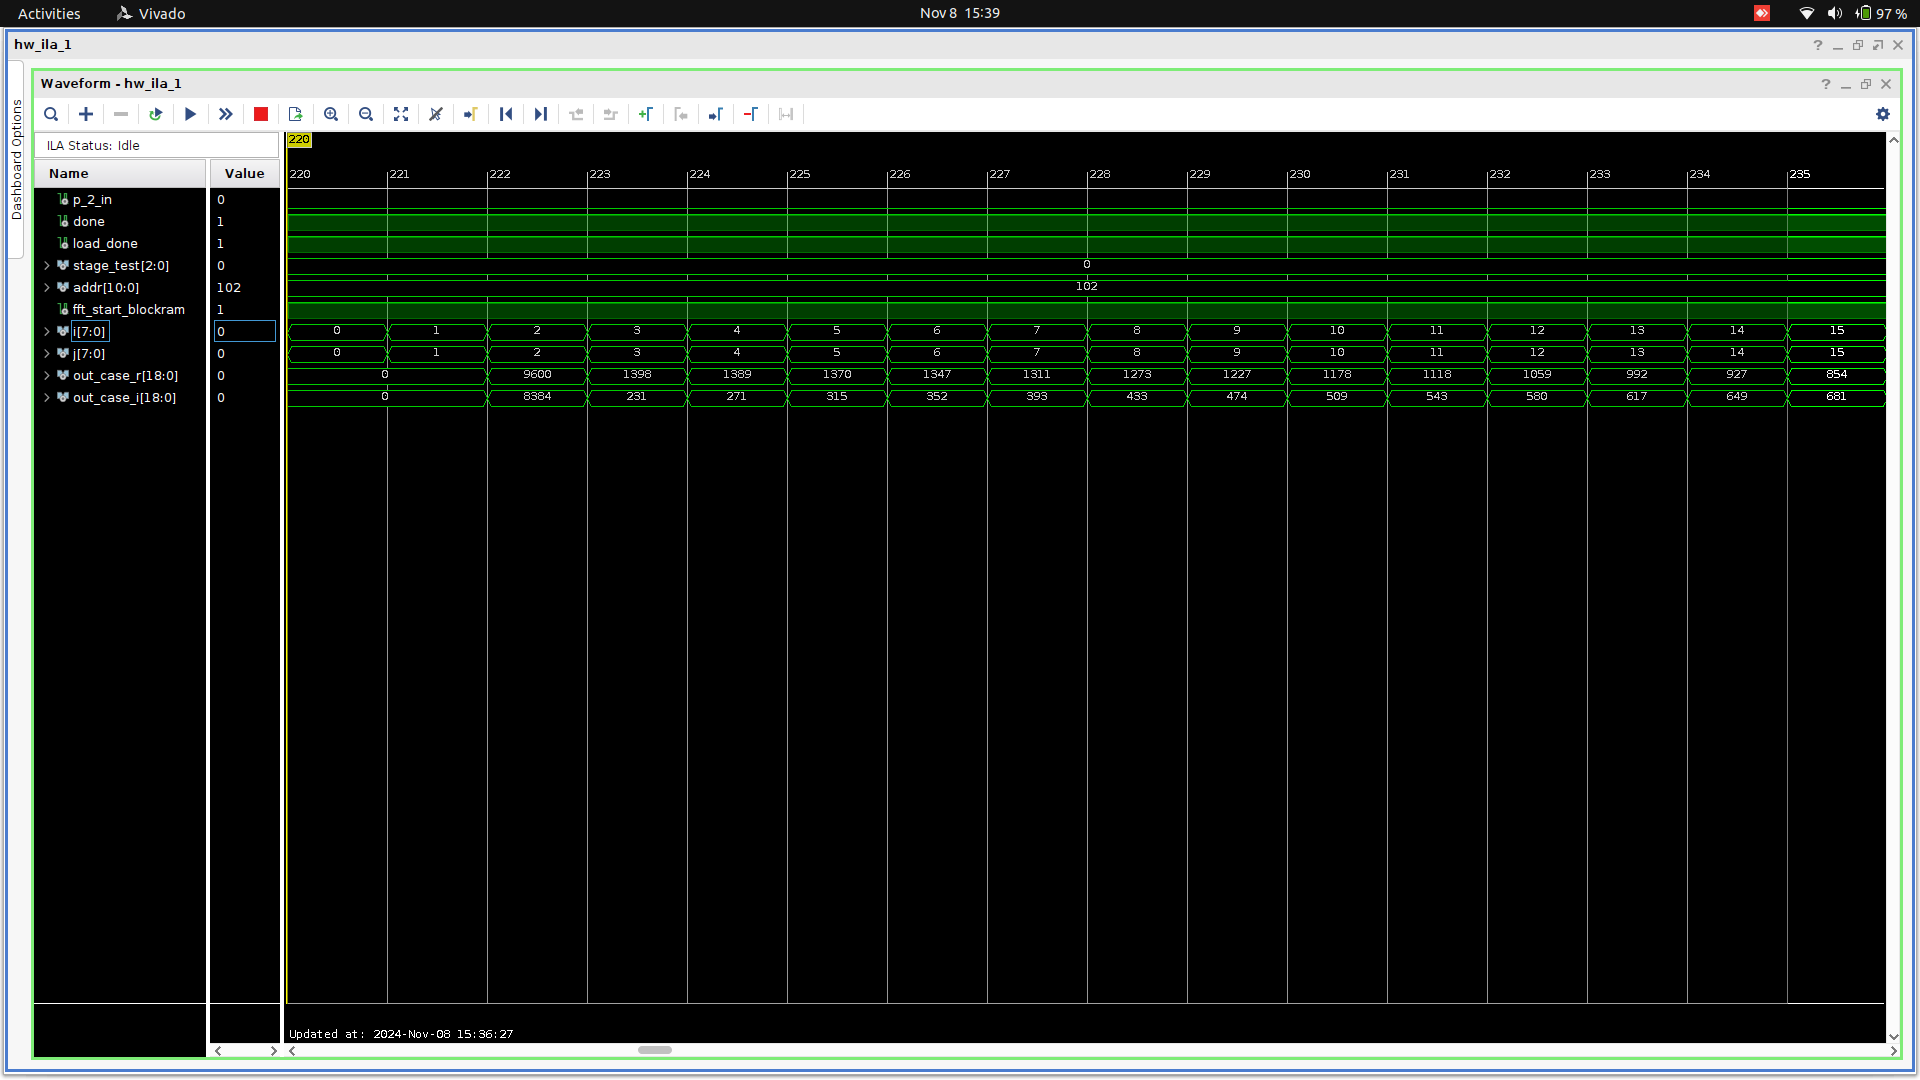 Activities Vivado Nov 8 15:39 97 %
hw_ila_1
Dashboard Options
Waveform - hw_ila_1
ILA Status: Idle
220
Name Value
220 221 222 223 224 225 226 227 228 229 230 231 232 233 234 235
p_2_in 0
done 1
load_done 1
stage_test[2:0] 0 0
addr[10:0] 102 102
fft_start_blockram 1
i[7:0] 0 0 1 2 3 4 5 6 7 8 9 10 11 12 13 14 15
j[7:0] 0 0 1 2 3 4 5 6 7 8 9 10 11 12 13 14 15
out_case_r[18:0] 0 0 9600 1398 1389 1370 1347 1311 1273 1227 1178 1118 1059 992 927 854
out_case_i[18:0] 0 0 8384 231 271 315 352 393 433 474 509 543 580 617 649 681
Updated at: 2024-Nov-08 15:36:27